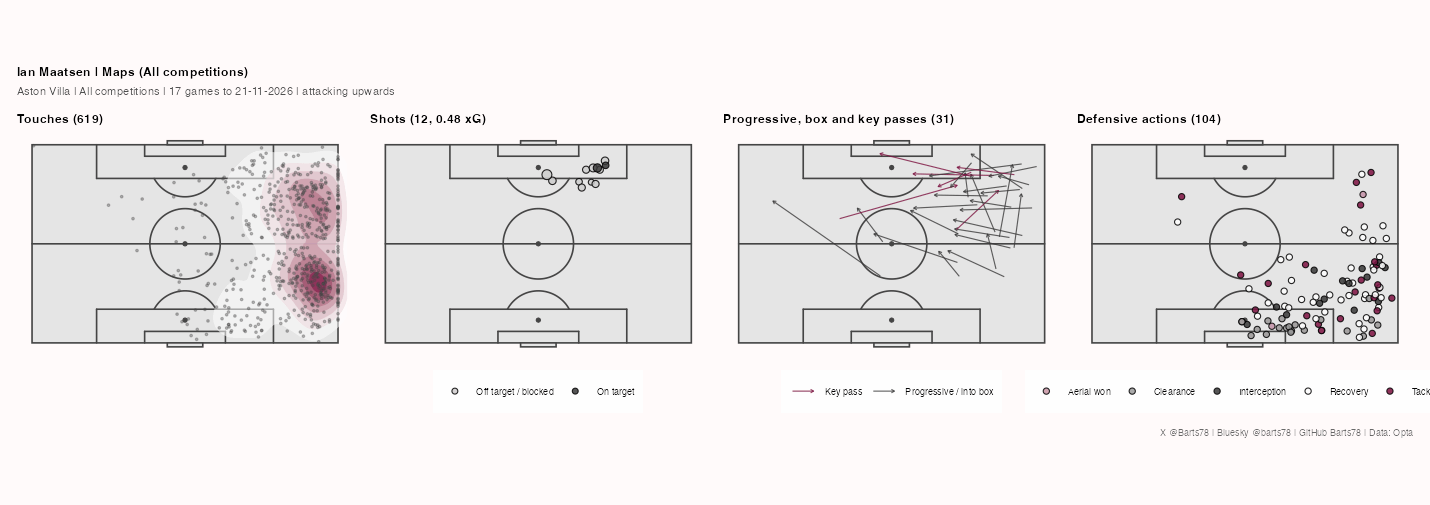 Ian Maatsen | Maps (All competitions)
Aston Villa | All competitions | 17 games to 21-11-2026 | attacking upwards
Touches (619)
Shots (12, 0.48 xG)
Progressive, box and key passes (31)
Defensive actions (104)
Off target / blocked
On target
Key pass
Progressive / into box
Aerial won
Clearance
Interception
Recovery
Tack
X @Barts78 | Bluesky @barts78 | GitHub Barts78 | Data: Opta